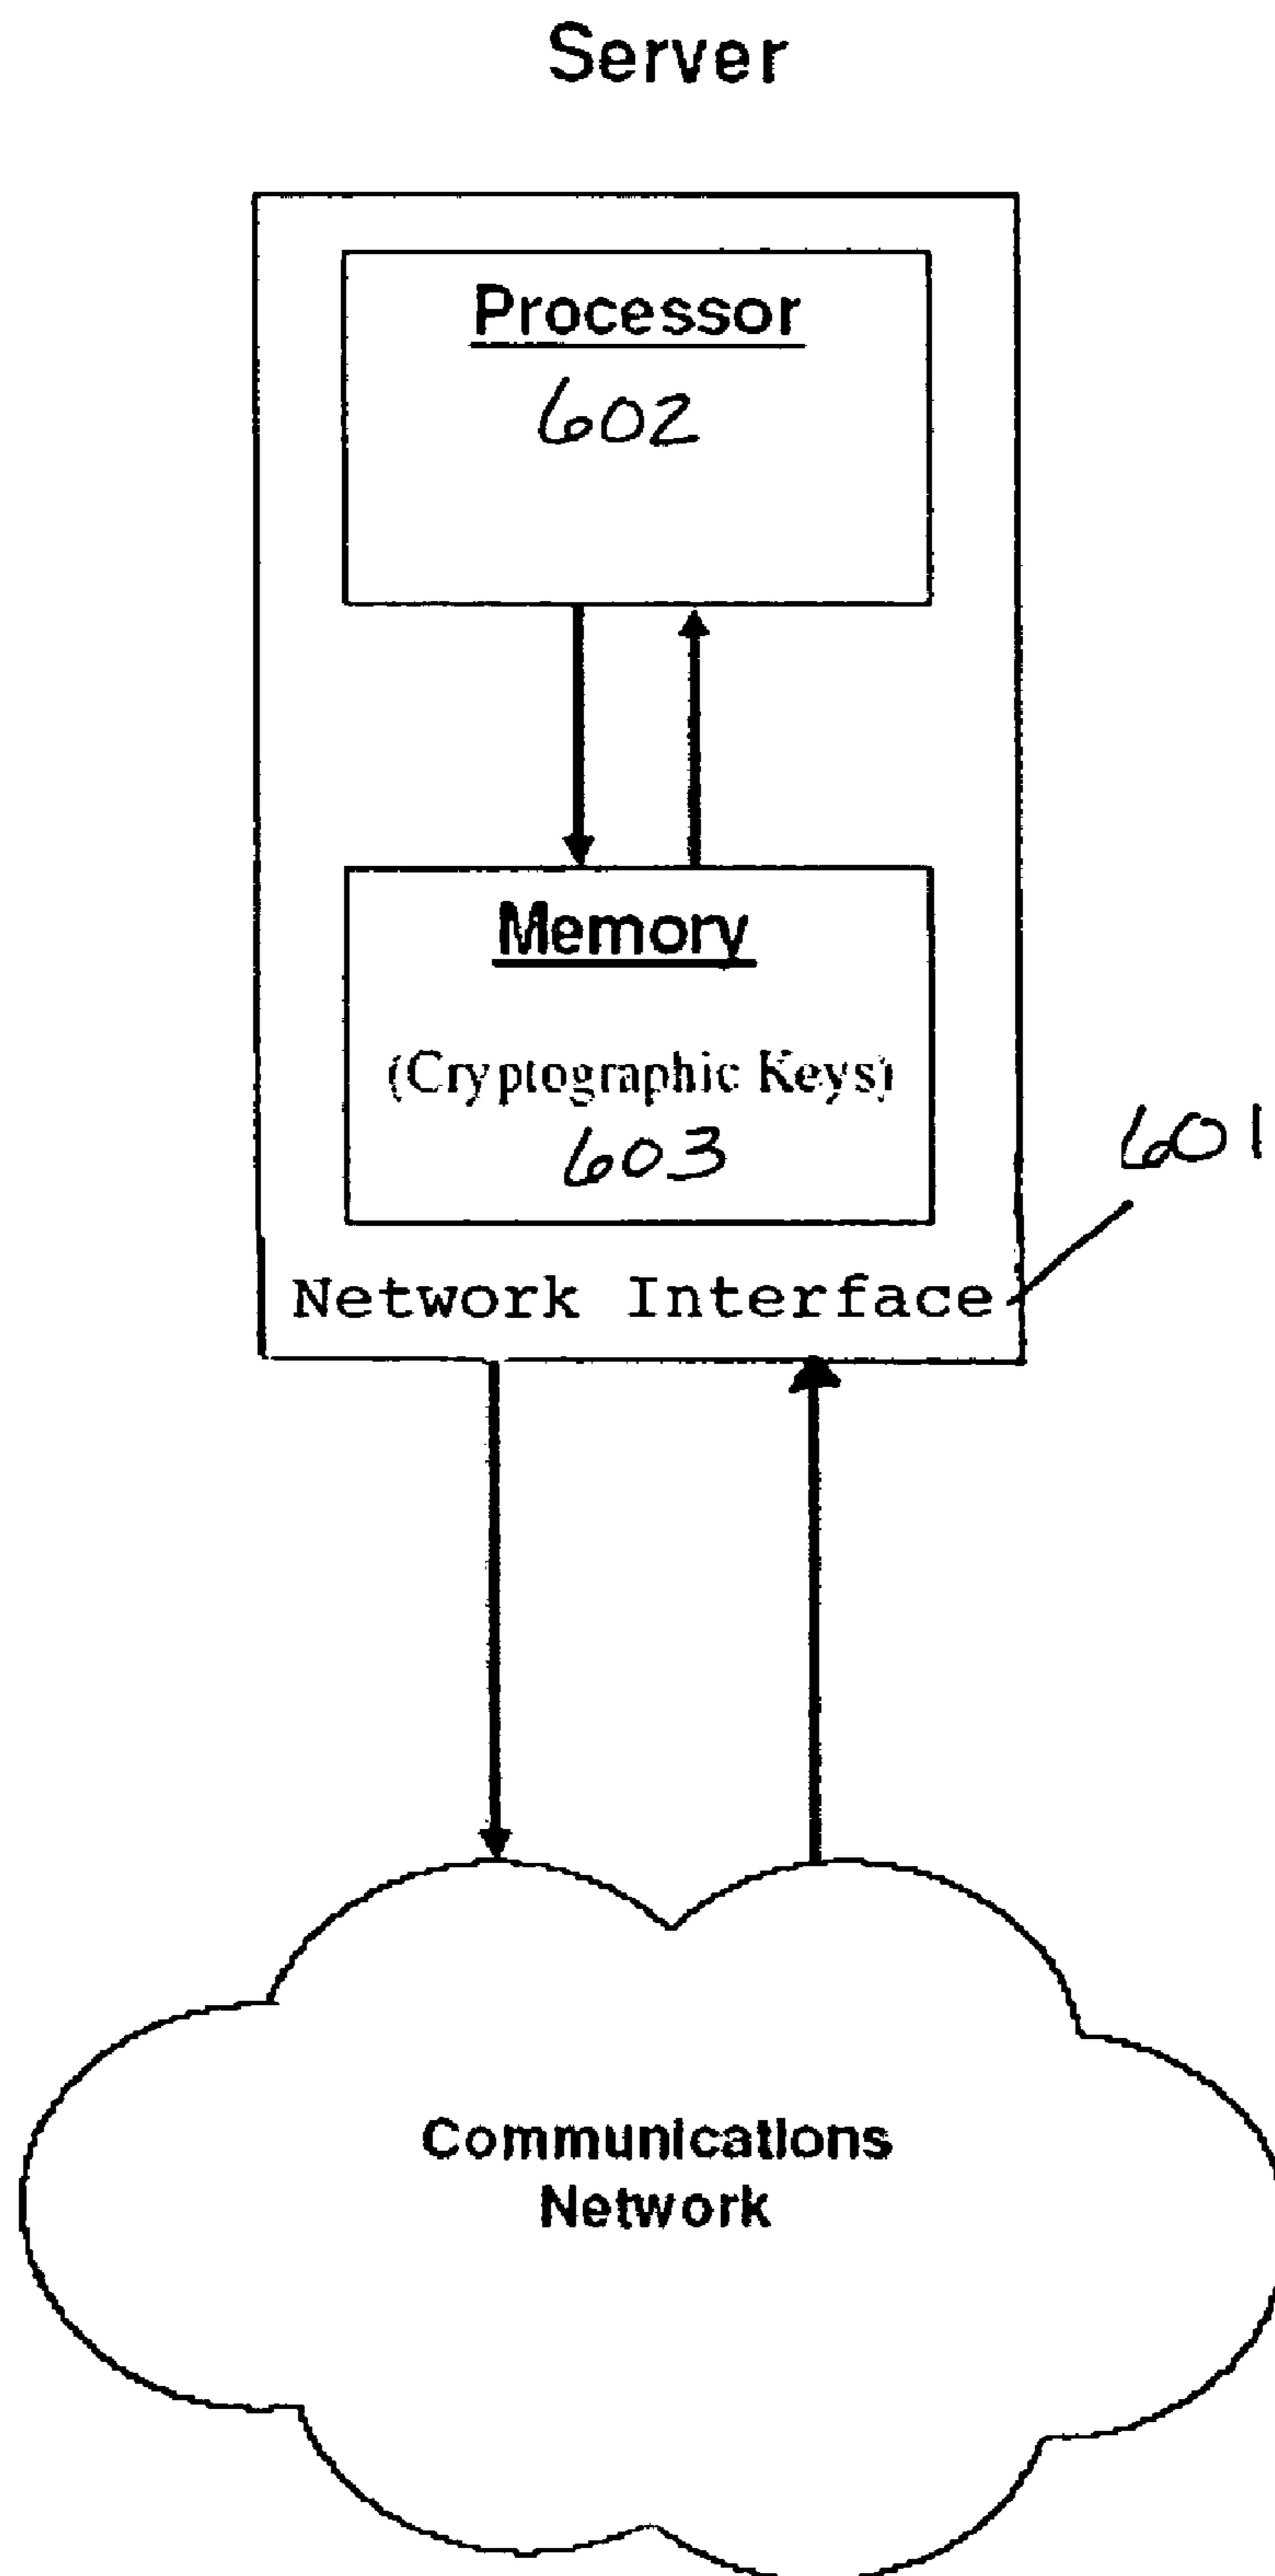 Server
Processor
602
Memory
(Cryptographic Keys)
603
601
Network Interface
Communications
Network